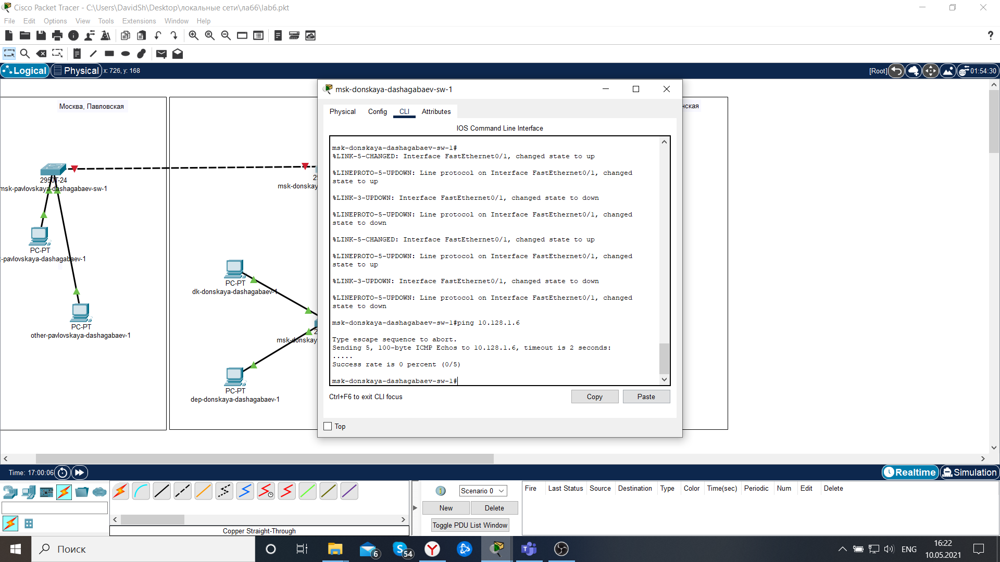 Cisco Packet Tracer - C:\Users\DavidSh\Desktop\локальные сети\ла66\lab6.pkt
File Edit Options View Tools Extensions Window Help
?
Logical Physical x: 726, y: 168
[Root] 01:54:30
Москва, Павловская
нская
2950T-24
msk-pavlovskaya-dashagabaev-sw-1
PC-PT
-pavlovskaya-dashagabaev-1
PC-PT
other-pavlovskaya-dashagabaev-1
29
msk-donskay
PC-PT
dk-donskaya-dashagabaev-1
2
msk-donskay
PC-PT
dep-donskaya-dashagabaev-1
msk-donskaya-dashagabaev-sw-1
Physical Config CLI Attributes
IOS Command Line Interface
msk-donskaya-dashagabaev-sw-1#
%LINK-5-CHANGED: Interface FastEthernet0/1, changed state to up
%LINEPROTO-5-UPDOWN: Line protocol on Interface FastEthernet0/1, changed
state to up
%LINK-3-UPDOWN: Interface FastEthernet0/1, changed state to down
%LINEPROTO-5-UPDOWN: Line protocol on Interface FastEthernet0/1, changed
state to down
%LINK-5-CHANGED: Interface FastEthernet0/1, changed state to up
%LINEPROTO-5-UPDOWN: Line protocol on Interface FastEthernet0/1, changed
state to up
%LINK-3-UPDOWN: Interface FastEthernet0/1, changed state to down
%LINEPROTO-5-UPDOWN: Line protocol on Interface FastEthernet0/1, changed
state to down
msk-donskaya-dashagabaev-sw-1#ping 10.128.1.6
Type escape sequence to abort.
Sending 5, 100-byte ICMP Echos to 10.128.1.6, timeout is 2 seconds:
.....
Success rate is 0 percent (0/5)
msk-donskaya-dashagabaev-sw-1#
Ctrl+F6 to exit CLI focus
Copy Paste
Top
Time: 17:00:06
Realtime Simulation
Scenario 0
New Delete
Toggle PDU List Window
Fire Last Status Source Destination Type Color Time(sec) Periodic Num Edit Delete
Copper Straight-Through
Поиск
6
54
ENG
16:22
10.05.2021